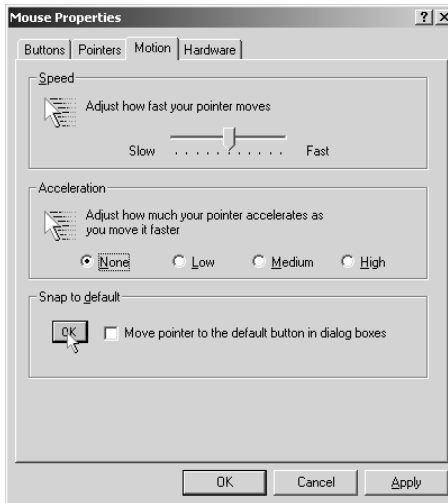 Mouse Properties
Buttons Pointers Motion Hardware
Speed
Adjust how fast your pointer moves
Slow Fast
Acceleration
Adjust how much your pointer accelerates as
you move it faster
None Low Medium High
Snap to default
OK Move pointer to the default button in dialog boxes
OK Cancel Apply